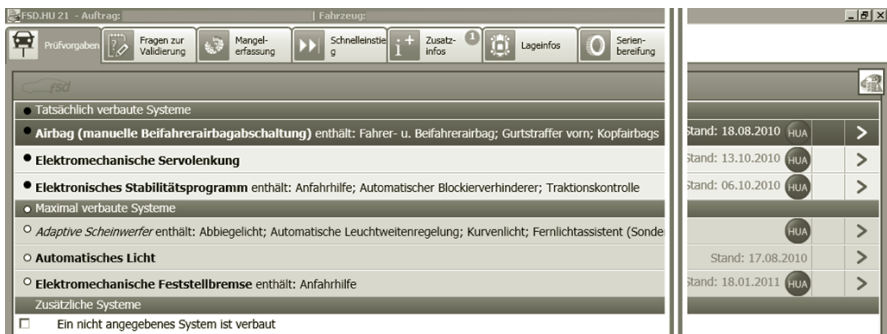 FSD.HU 21 - Auftrag: | Fahrzeug:
Prüfvorgaben
Fragen zur
Validierung
Mangel-
erfassung
Schnelleinstie
g
Zusatz-
infos
1
Lageinfos
Serien-
bereifung
fsd
Tatsächlich verbaute Systeme
Airbag (manuelle Beifahrerairbagabschaltung) enthält: Fahrer- u. Beifahrerairbag; Gurtstraffer vorn; Kopfairbags Stand: 18.08.2010 HUA
Elektromechanische Servolenkung Stand: 13.10.2010 HUA
Elektronisches Stabilitätsprogramm enthält: Anfahrhilfe; Automatischer Blockierverhinderer; Traktionskontrolle Stand: 06.10.2010 HUA
Maximal verbaute Systeme
Adaptive Scheinwerfer enthält: Abbiegelicht; Automatische Leuchtweitenregelung; Kurvenlicht; Fernlichtassistent (Sonde HUA
Automatisches Licht Stand: 17.08.2010
Elektromechanische Feststellbremse enthält: Anfahrhilfe Stand: 18.01.2011 HUA
Zusätzliche Systeme
Ein nicht angegebenes System ist verbaut